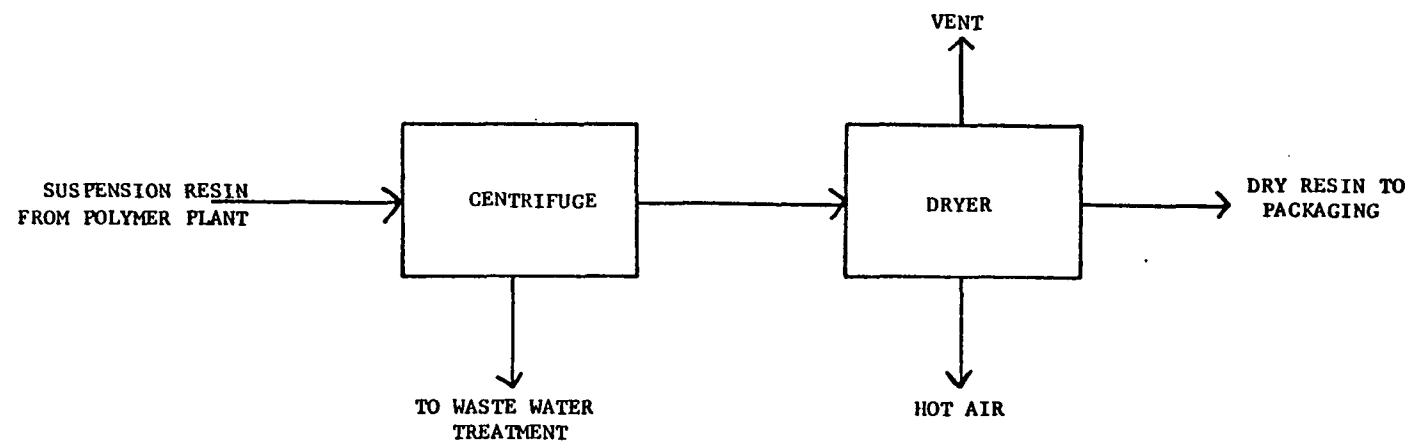 VENT
SUSPENSION RESIN
FROM POLYMER PLANT
CENTRIFUGE
DRYER
DRY RESIN TO
PACKAGING
TO WASTE WATER
TREATMENT
HOT AIR